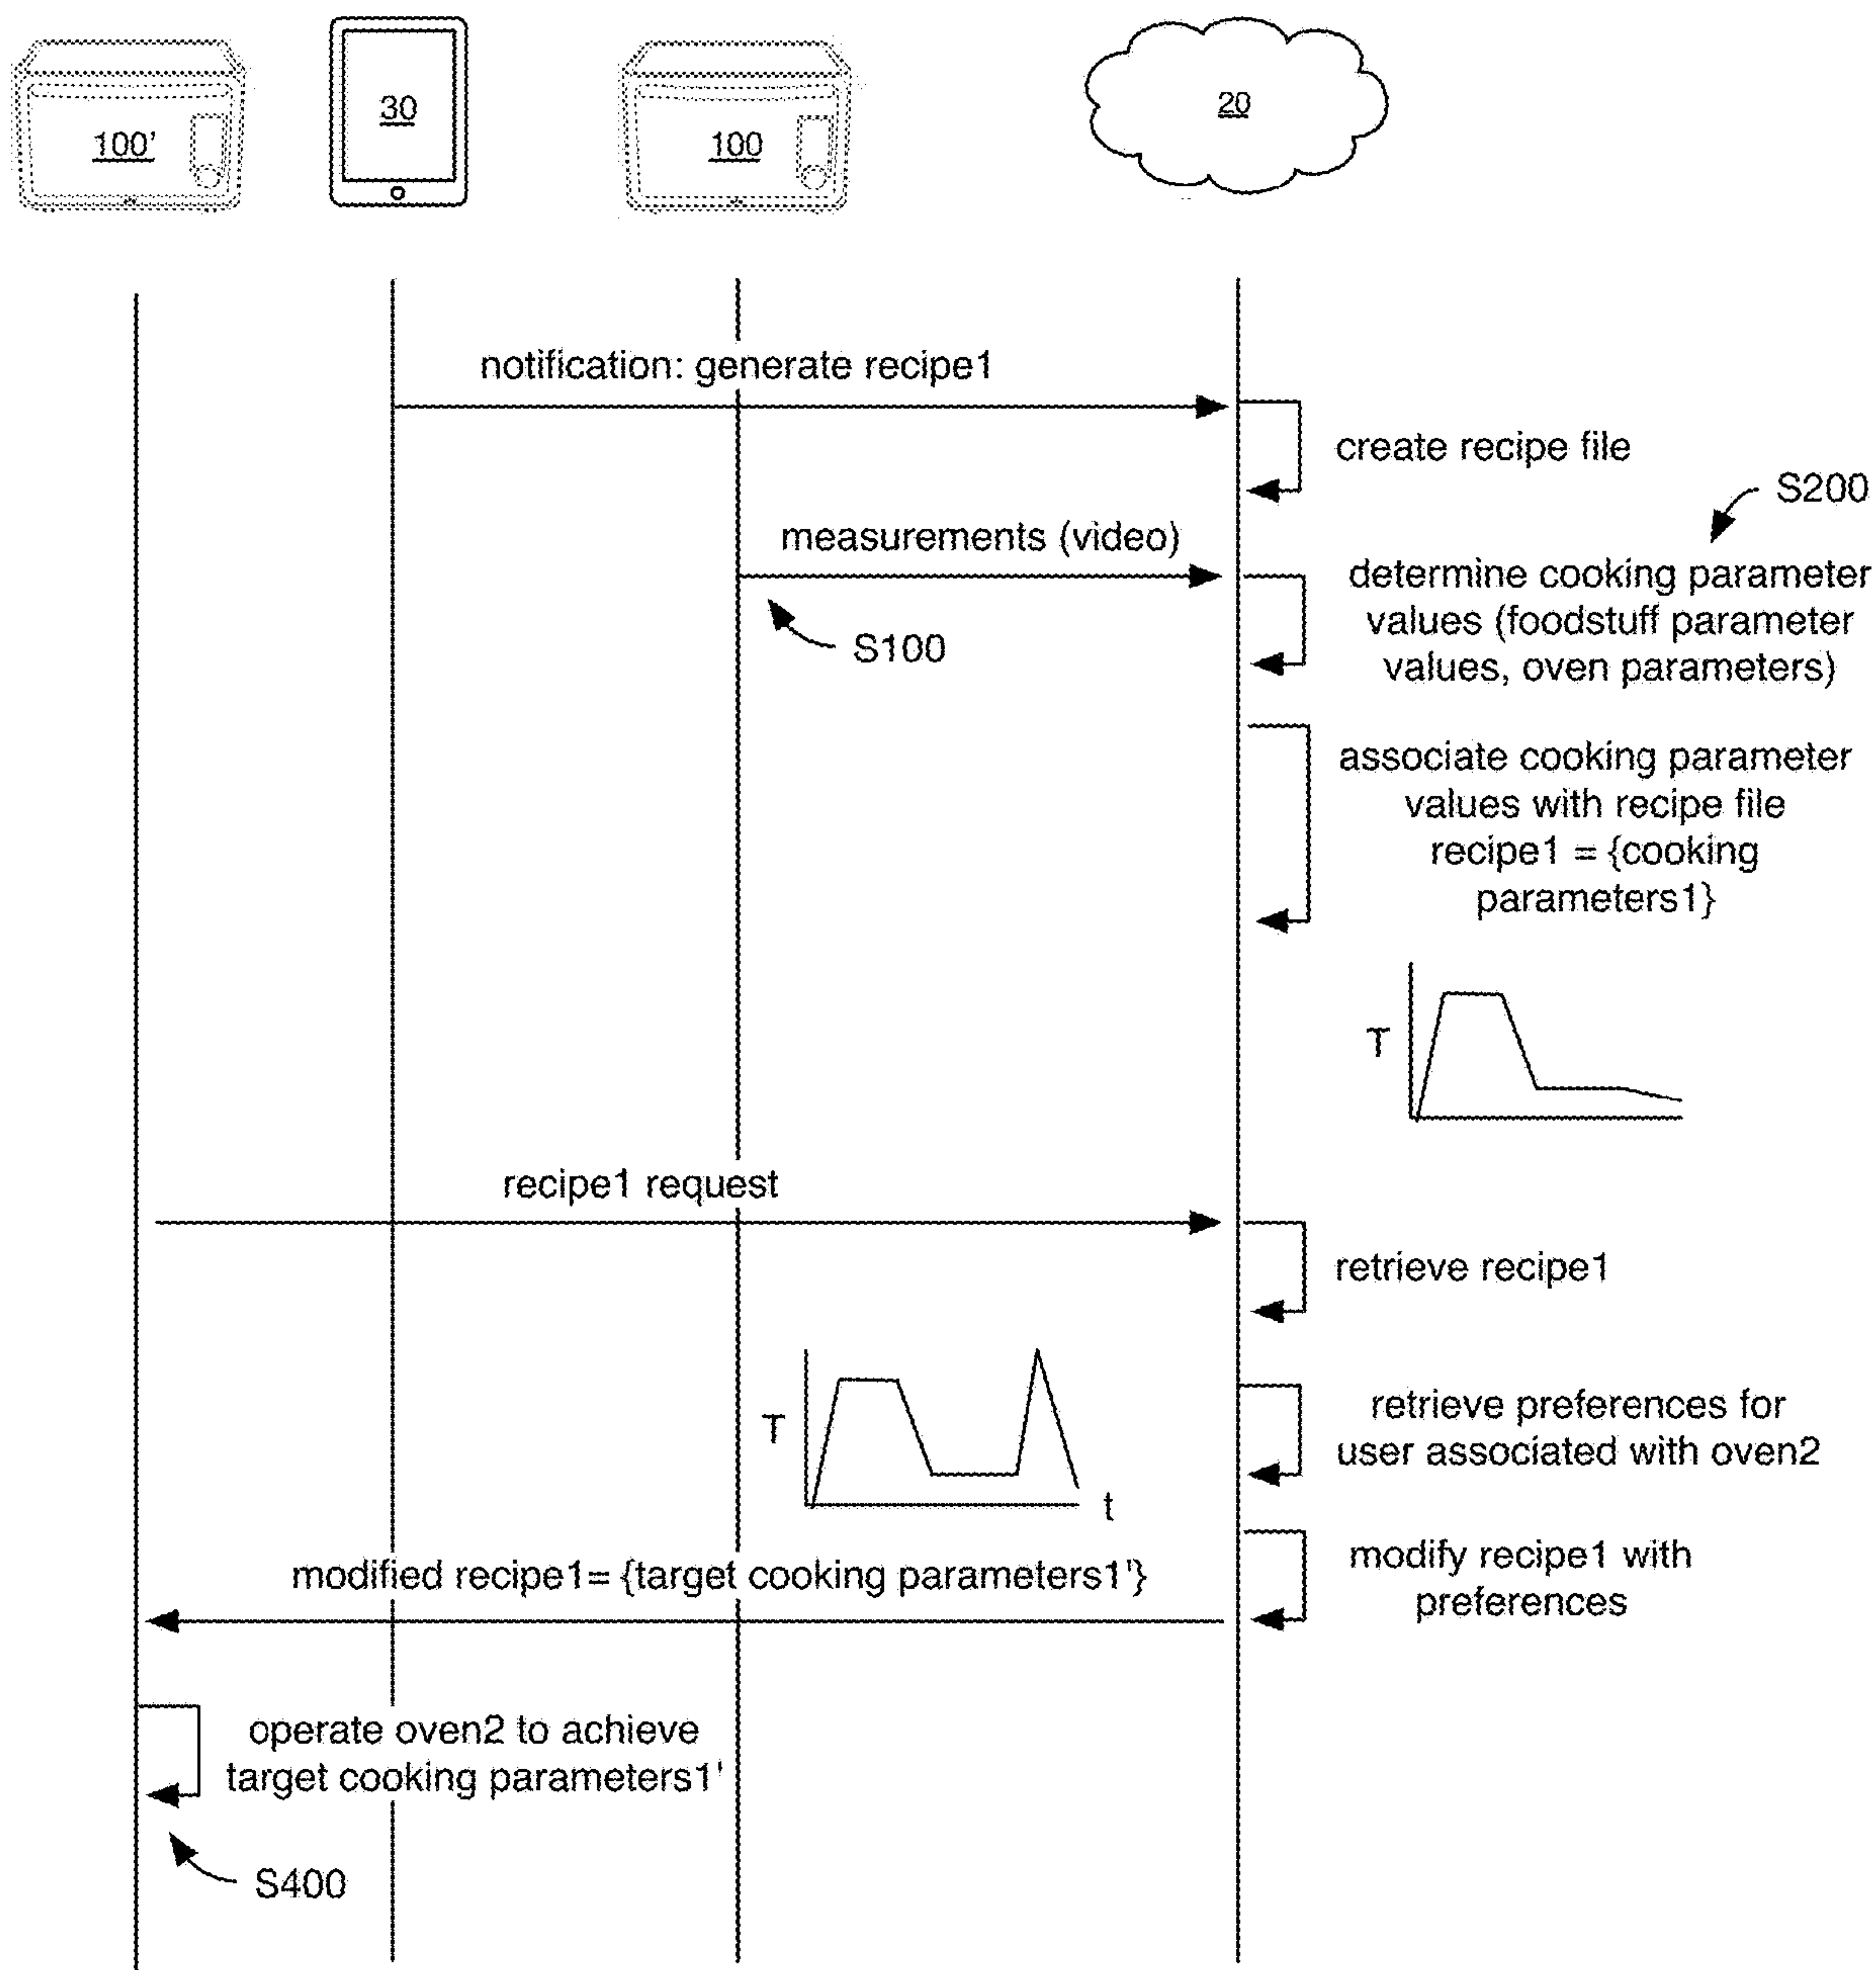 100'
30
100
20
notification: generate recipe1
create recipe file
S200
measurements (video)
determine cooking parameter
values (foodstuff parameter
values, oven parameters)
S100
associate cooking parameter
values with recipe file
recipe1 = {cooking
parameters1}
T
recipe1 request
retrieve recipe1
T
t
retrieve preferences for
user associated with oven2
modified recipe1= {target cooking parameters1'}
modify recipe1 with
preferences
operate oven2 to achieve
target cooking parameters1'
S400